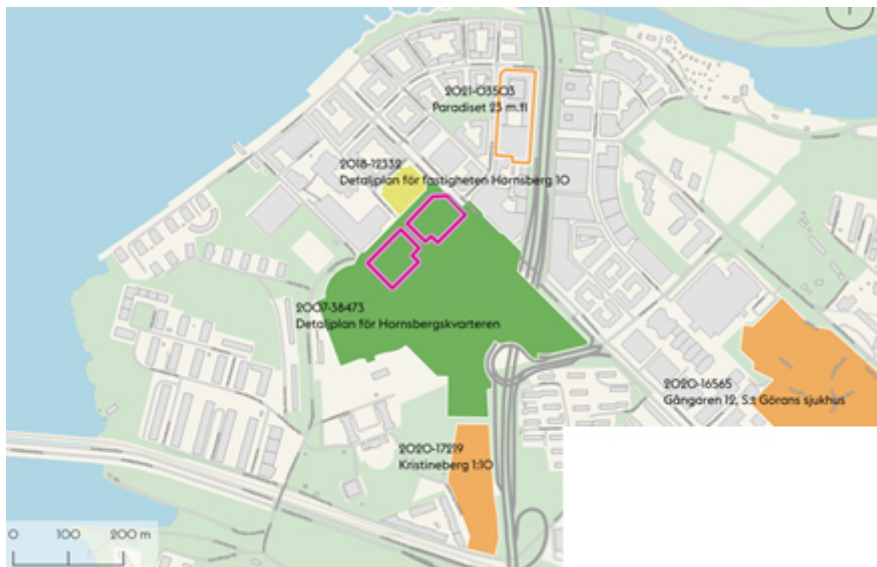 2021-03503
Paradiset 23 m.fl
2018-12332
Detaljplan för fastigheten Hornsberg 10
2007-38473
Detaljplan för Hornsbergskvarteren
2020-16565
Gångaren 12, S:t Görans sjukhus
2020-17219
Kristineberg 1:10
0 100 200 m